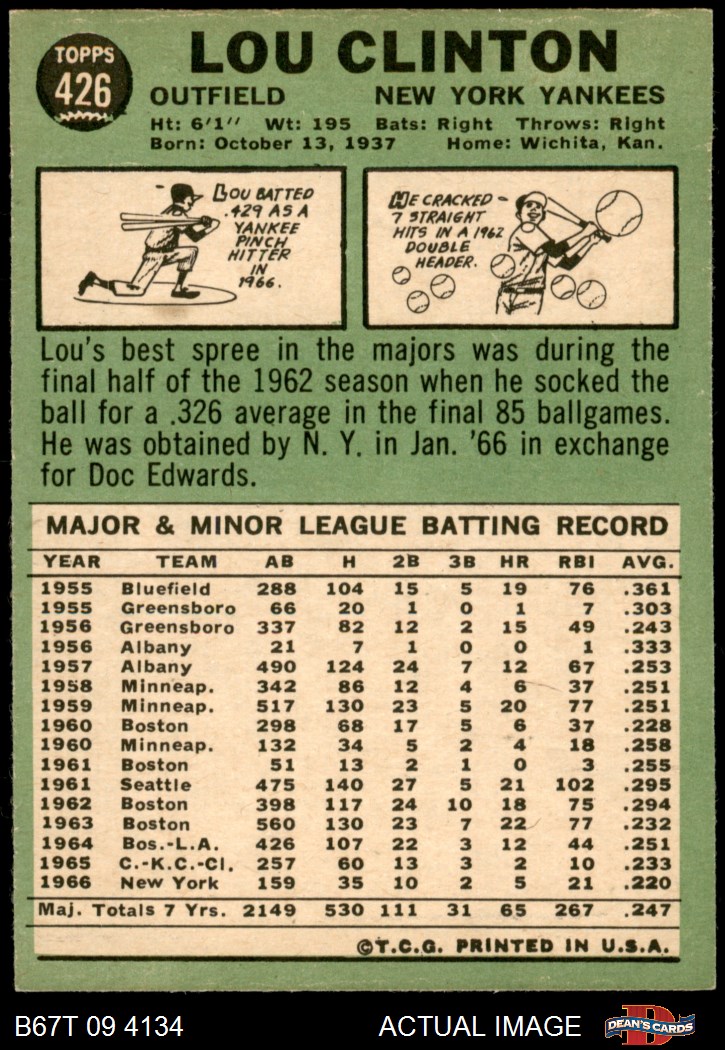 TOPPS
426
LOU CLINTON
OUTFIELD NEW YORK YANKEES
Ht: 6'1" Wt: 195 Bats: Right Throws: Right
Born: October 13, 1937 Home: Wichita, Kan.
LOU BATTED
.429 AS A
YANKEE
PINCH
HITTER
IN
1966.
HE CRACKED
7 STRAIGHT
HITS IN A 1962
DOUBLE
HEADER.
Lou's best spree in the majors was during the
final half of the 1962 season when he socked the
ball for a .326 average in the final 85 ballgames.
He was obtained by N. Y. in Jan. '66 in exchange
for Doc Edwards.
MAJOR & MINOR LEAGUE BATTING RECORD
YEAR TEAM AB H 2B 3B HR RBI AVG.
1955 Bluefield 288 104 15 5 19 76 .361
1955 Greensboro 66 20 1 0 1 7 .303
1956 Greensboro 337 82 12 2 15 49 .243
1956 Albany 21 7 1 0 0 1 .333
1957 Albany 490 124 24 7 12 67 .253
1958 Minneap. 342 86 12 4 6 37 .251
1959 Minneap. 517 130 23 5 20 77 .251
1960 Boston 298 68 17 5 6 37 .228
1960 Minneap. 132 34 5 2 4 18 .258
1961 Boston 51 13 2 1 0 3 .255
1961 Seattle 475 140 27 5 21 102 .295
1962 Boston 398 117 24 10 18 75 .294
1963 Boston 560 130 23 7 22 77 .232
1964 Bos.-L.A. 426 107 22 3 12 44 .251
1965 C.-K.C.-Cl. 257 60 13 3 2 10 .233
1966 New York 159 35 10 2 5 21 .220
Maj. Totals 7 Yrs. 2149 530 111 31 65 267 .247
©T.C.G. PRINTED IN U.S.A.
B67T 09 4134 ACTUAL IMAGE
D
DEAN'S CARDS